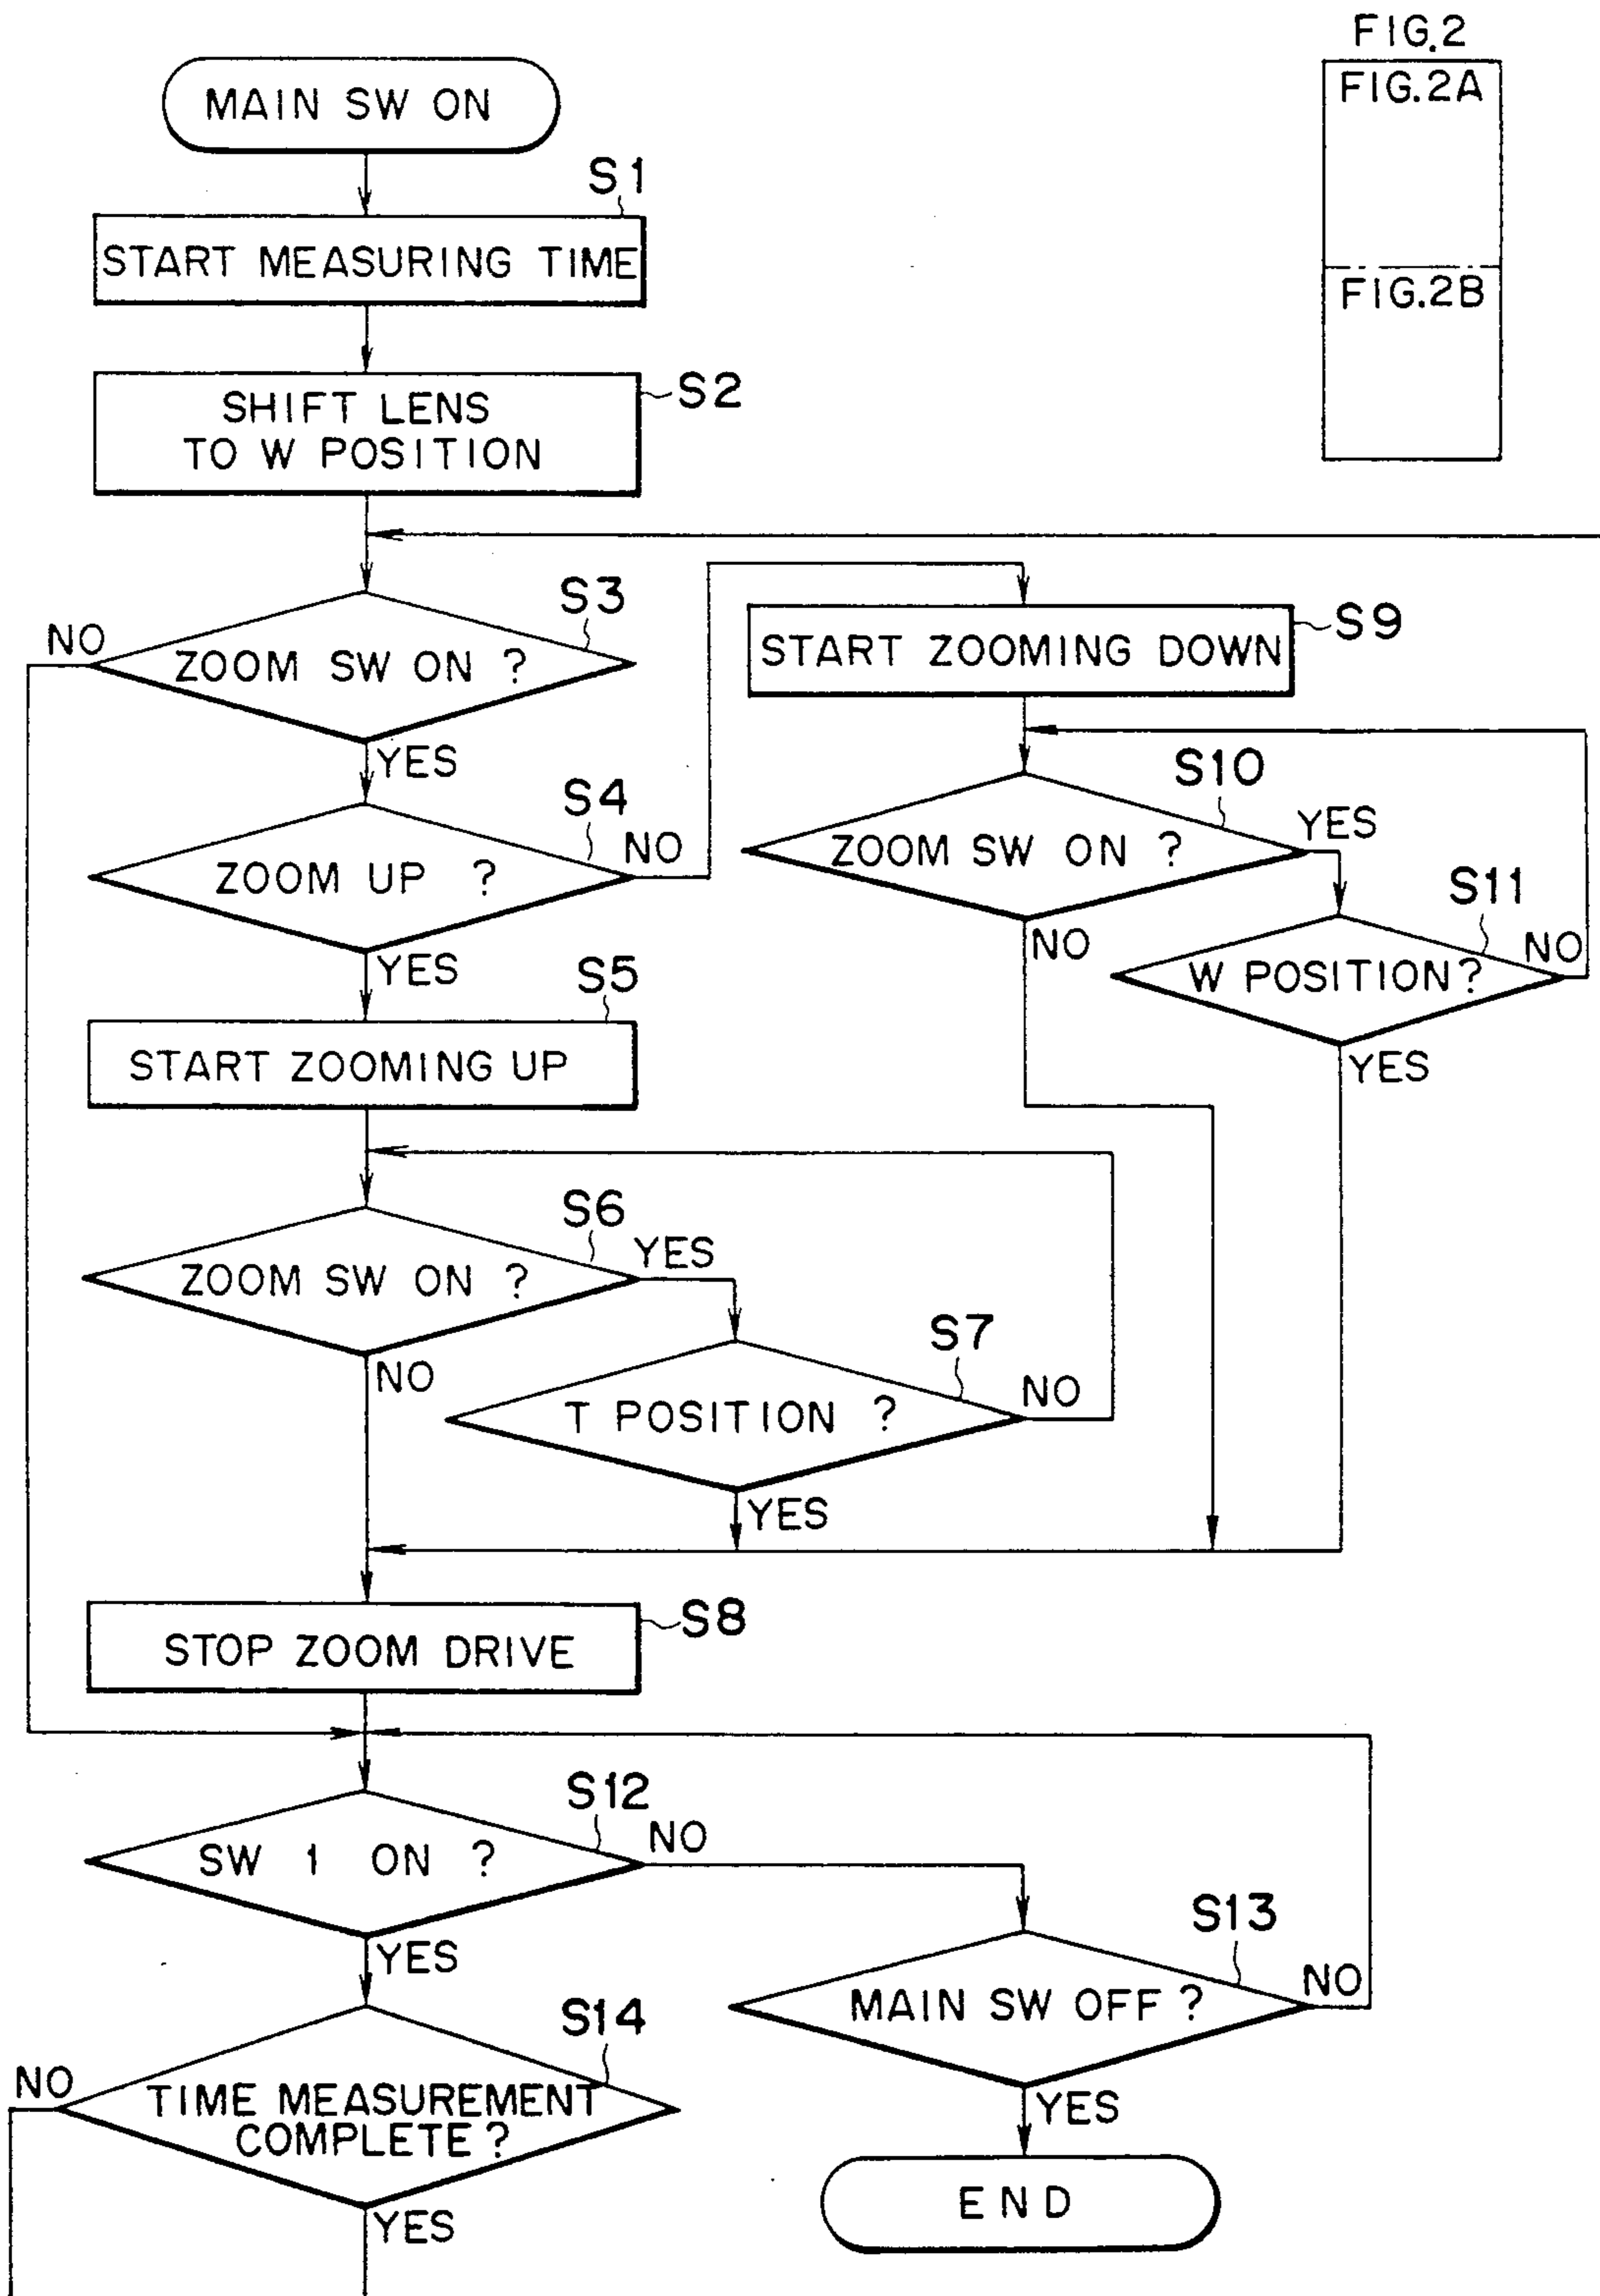 FIG.2
FIG.2A
FIG.2B
MAIN SW ON
S1
START MEASURING TIME
S2
SHIFT LENS
TO W POSITION
S3
NO
ZOOM SW ON ?
YES
S4
NO
ZOOM UP ?
YES
S5
START ZOOMING UP
S6
YES
ZOOM SW ON ?
NO
S7
NO
T POSITION ?
YES
S8
STOP ZOOM DRIVE
S9
START ZOOMING DOWN
S10
YES
ZOOM SW ON ?
NO
S11
NO
W POSITION?
YES
S12
NO
SW 1 ON ?
YES
S13
NO
MAIN SW OFF ?
YES
END
S14
NO
TIME MEASUREMENT
COMPLETE ?
YES